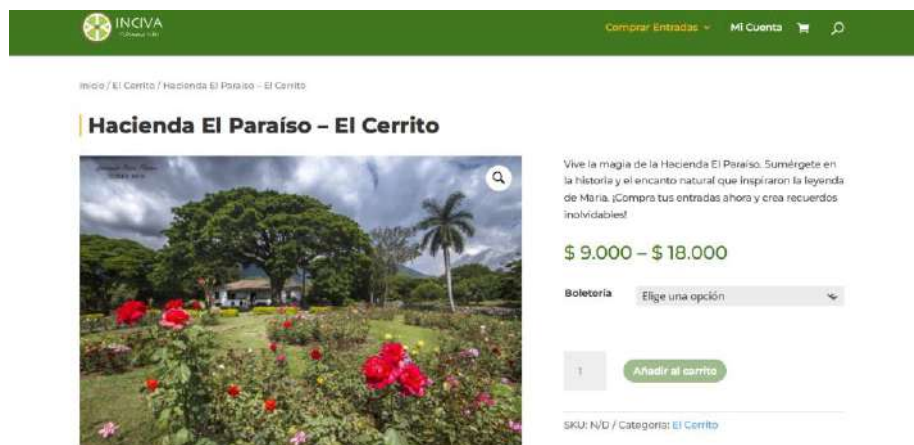 INCIVA
Comprar Entradas
Mi Cuenta
Inicio / El Cerrito / Hacienda El Paraíso – El Cerrito
Hacienda El Paraíso – El Cerrito
Vive la magia de la Hacienda El Paraíso. Sumérgete en
la historia y el encanto natural que inspiraron la leyenda
de María. ¡Compra tus entradas ahora y crea recuerdos
inolvidables!
$ 9.000 – $ 18.000
Boletería
Elige una opción
1
Añadir al carrito
SKU: N/D / Categoría: El Cerrito